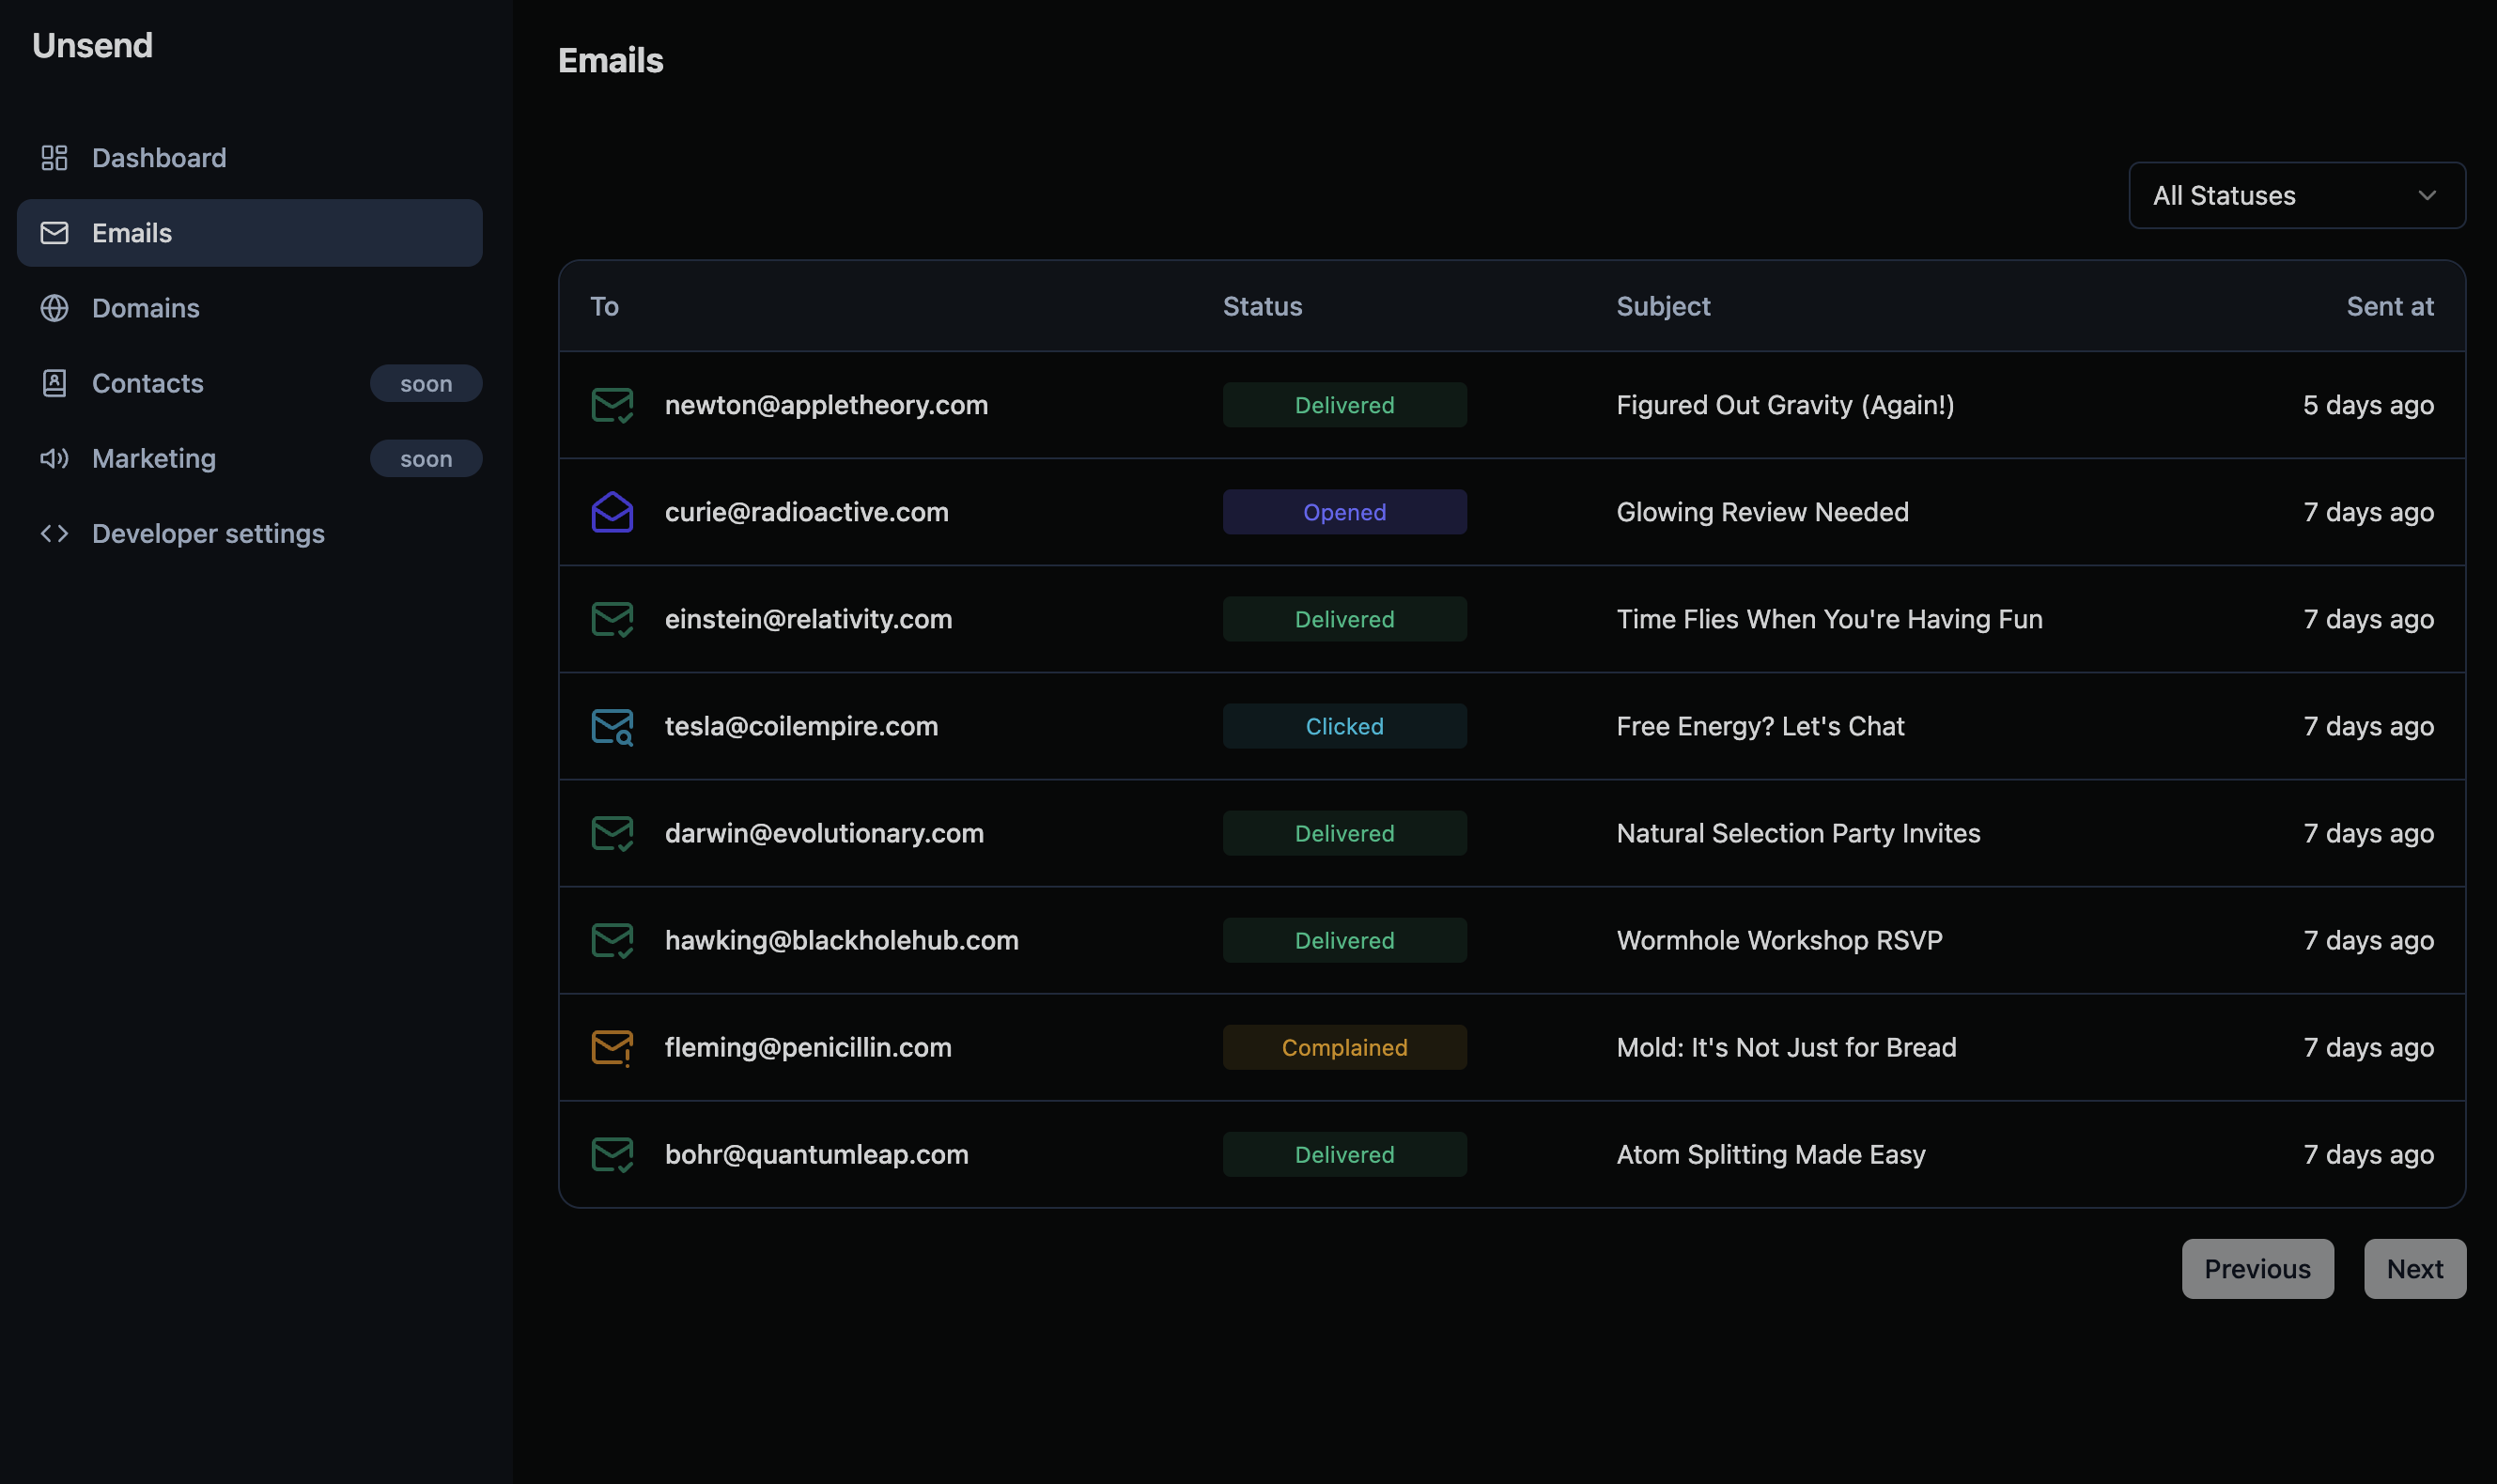 Unsend
Dashboard
Emails
Domains
Contacts soon
Marketing soon
Developer settings
Emails
All Statuses
To Status Subject Sent at
newton@appletheory.com Delivered Figured Out Gravity (Again!) 5 days ago
curie@radioactive.com Opened Glowing Review Needed 7 days ago
einstein@relativity.com Delivered Time Flies When You're Having Fun 7 days ago
tesla@coilempire.com Clicked Free Energy? Let's Chat 7 days ago
darwin@evolutionary.com Delivered Natural Selection Party Invites 7 days ago
hawking@blackholehub.com Delivered Wormhole Workshop RSVP 7 days ago
fleming@penicillin.com Complained Mold: It's Not Just for Bread 7 days ago
bohr@quantumleap.com Delivered Atom Splitting Made Easy 7 days ago
Previous Next